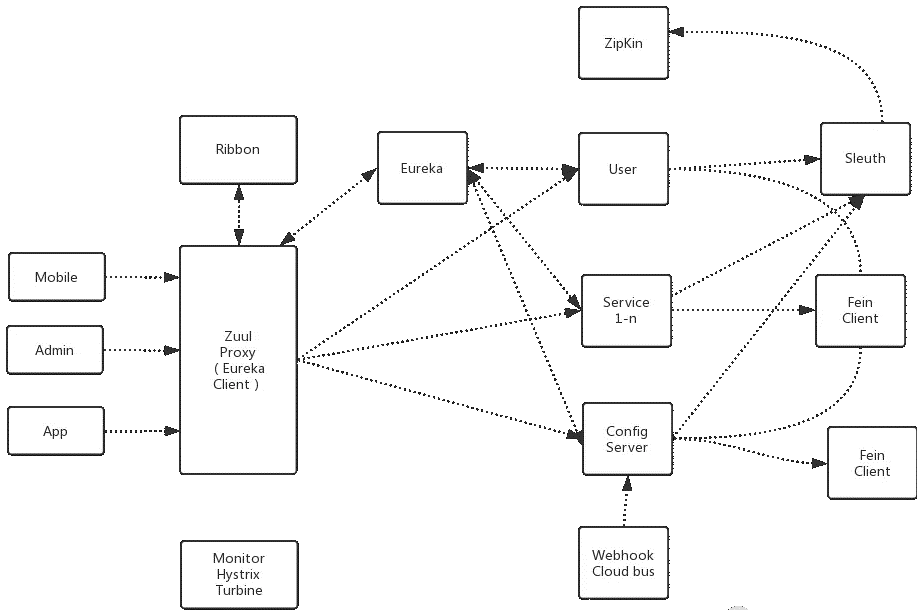 ZipKin
Ribbon
Eureka
User
Sleuth
Mobile
Admin
App
Zuul
Proxy
( Eureka
Client )
Service
1-n
Fein
Client
Config
Server
Fein
Client
Monitor
Hystrix
Turbine
Webhook
Cloud bus